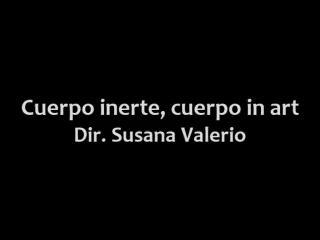 Cuerpo inerte, cuerpo in art
Dir. Susana Valerio